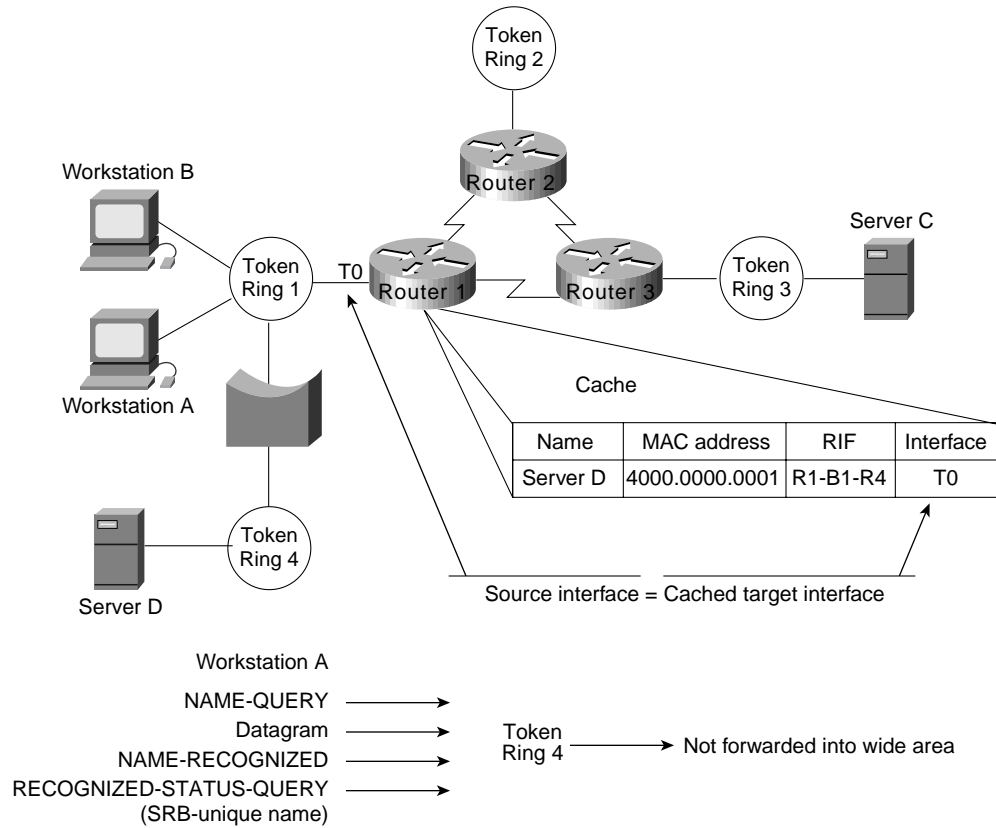 Token
Ring 2
Router 2
Workstation B
Server C
Token
Ring 1
T0
Router 1
Router 3
Token
Ring 3
Workstation A
Cache
Name MAC address RIF Interface
Server D 4000.0000.0001 R1-B1-R4 T0
Token
Ring 4
Server D
Source interface = Cached target interface
Workstation A
NAME-QUERY
Datagram
NAME-RECOGNIZED
RECOGNIZED-STATUS-QUERY
(SRB-unique name)
Token
Ring 4
Not forwarded into wide area